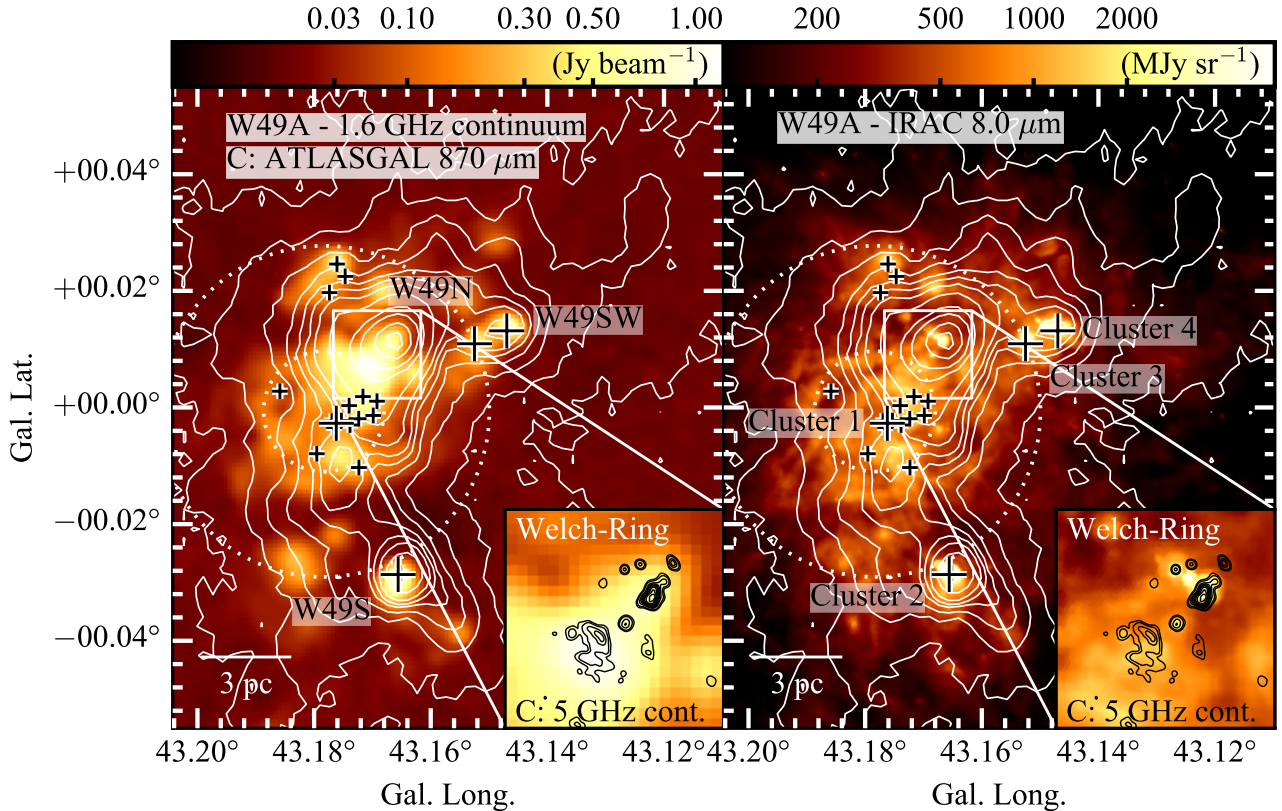 0.03 0.10 0.30 0.50 1.00
200 500 1000 2000
(Jy beam⁻¹)
(MJy sr⁻¹)
W49A - 1.6 GHz continuum
C: ATLASGAL 870 μm
W49A - IRAC 8.0 μm
+00.04°
+00.02°
+00.00°
−00.02°
−00.04°
Gal. Lat.
W49N
W49SW
W49S
3 pc
Welch-Ring
C: 5 GHz cont.
Cluster 4
Cluster 3
Cluster 1
Cluster 2
3 pc
Welch-Ring
C: 5 GHz cont.
43.20° 43.18° 43.16° 43.14° 43.12°
43.20° 43.18° 43.16° 43.14° 43.12°
Gal. Long.
Gal. Long.